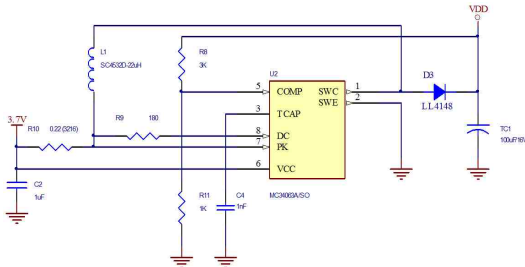 VDD
L1
SC4532D-22uH
R8
3K
U2
5 COMP SWC 1
D3
SWE 2
3 TCAP
LL4148
3.7V
R9 180
8 DC
TC1
R10 0.22 (3216)
7 PK
100uF/16V
6 VCC
C2
1uF
R11
1K
C4
1nF
MC34063A/SO